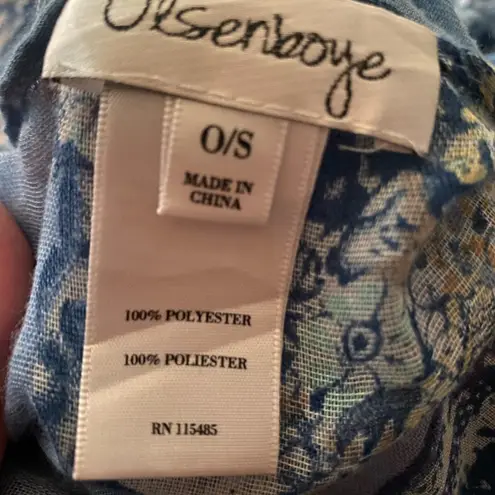 Olsenboye
O/S
MADE IN
CHINA
100% POLYESTER
100% POLIESTER
RN 115485